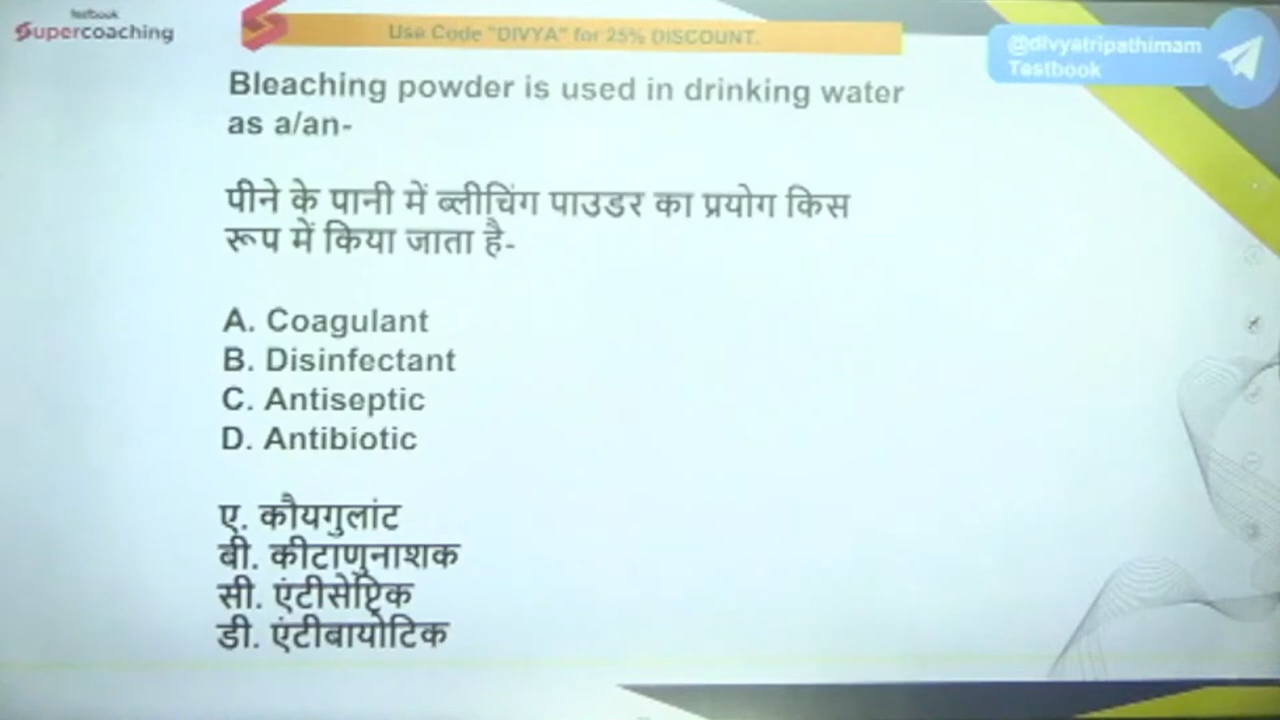 testbook
Supercoaching
Use Code "DIVYA" for 25% DISCOUNT.
@divyatripathimam
Testbook
Bleaching powder is used in drinking water
as a/an-
पीने के पानी में ब्लीचिंग पाउडर का प्रयोग किस
रूप में किया जाता है-
A. Coagulant
B. Disinfectant
C. Antiseptic
D. Antibiotic
ए. कौयगुलांट
बी. कीटाणुनाशक
सी. एंटीसेप्टिक
डी. एंटीबायोटिक